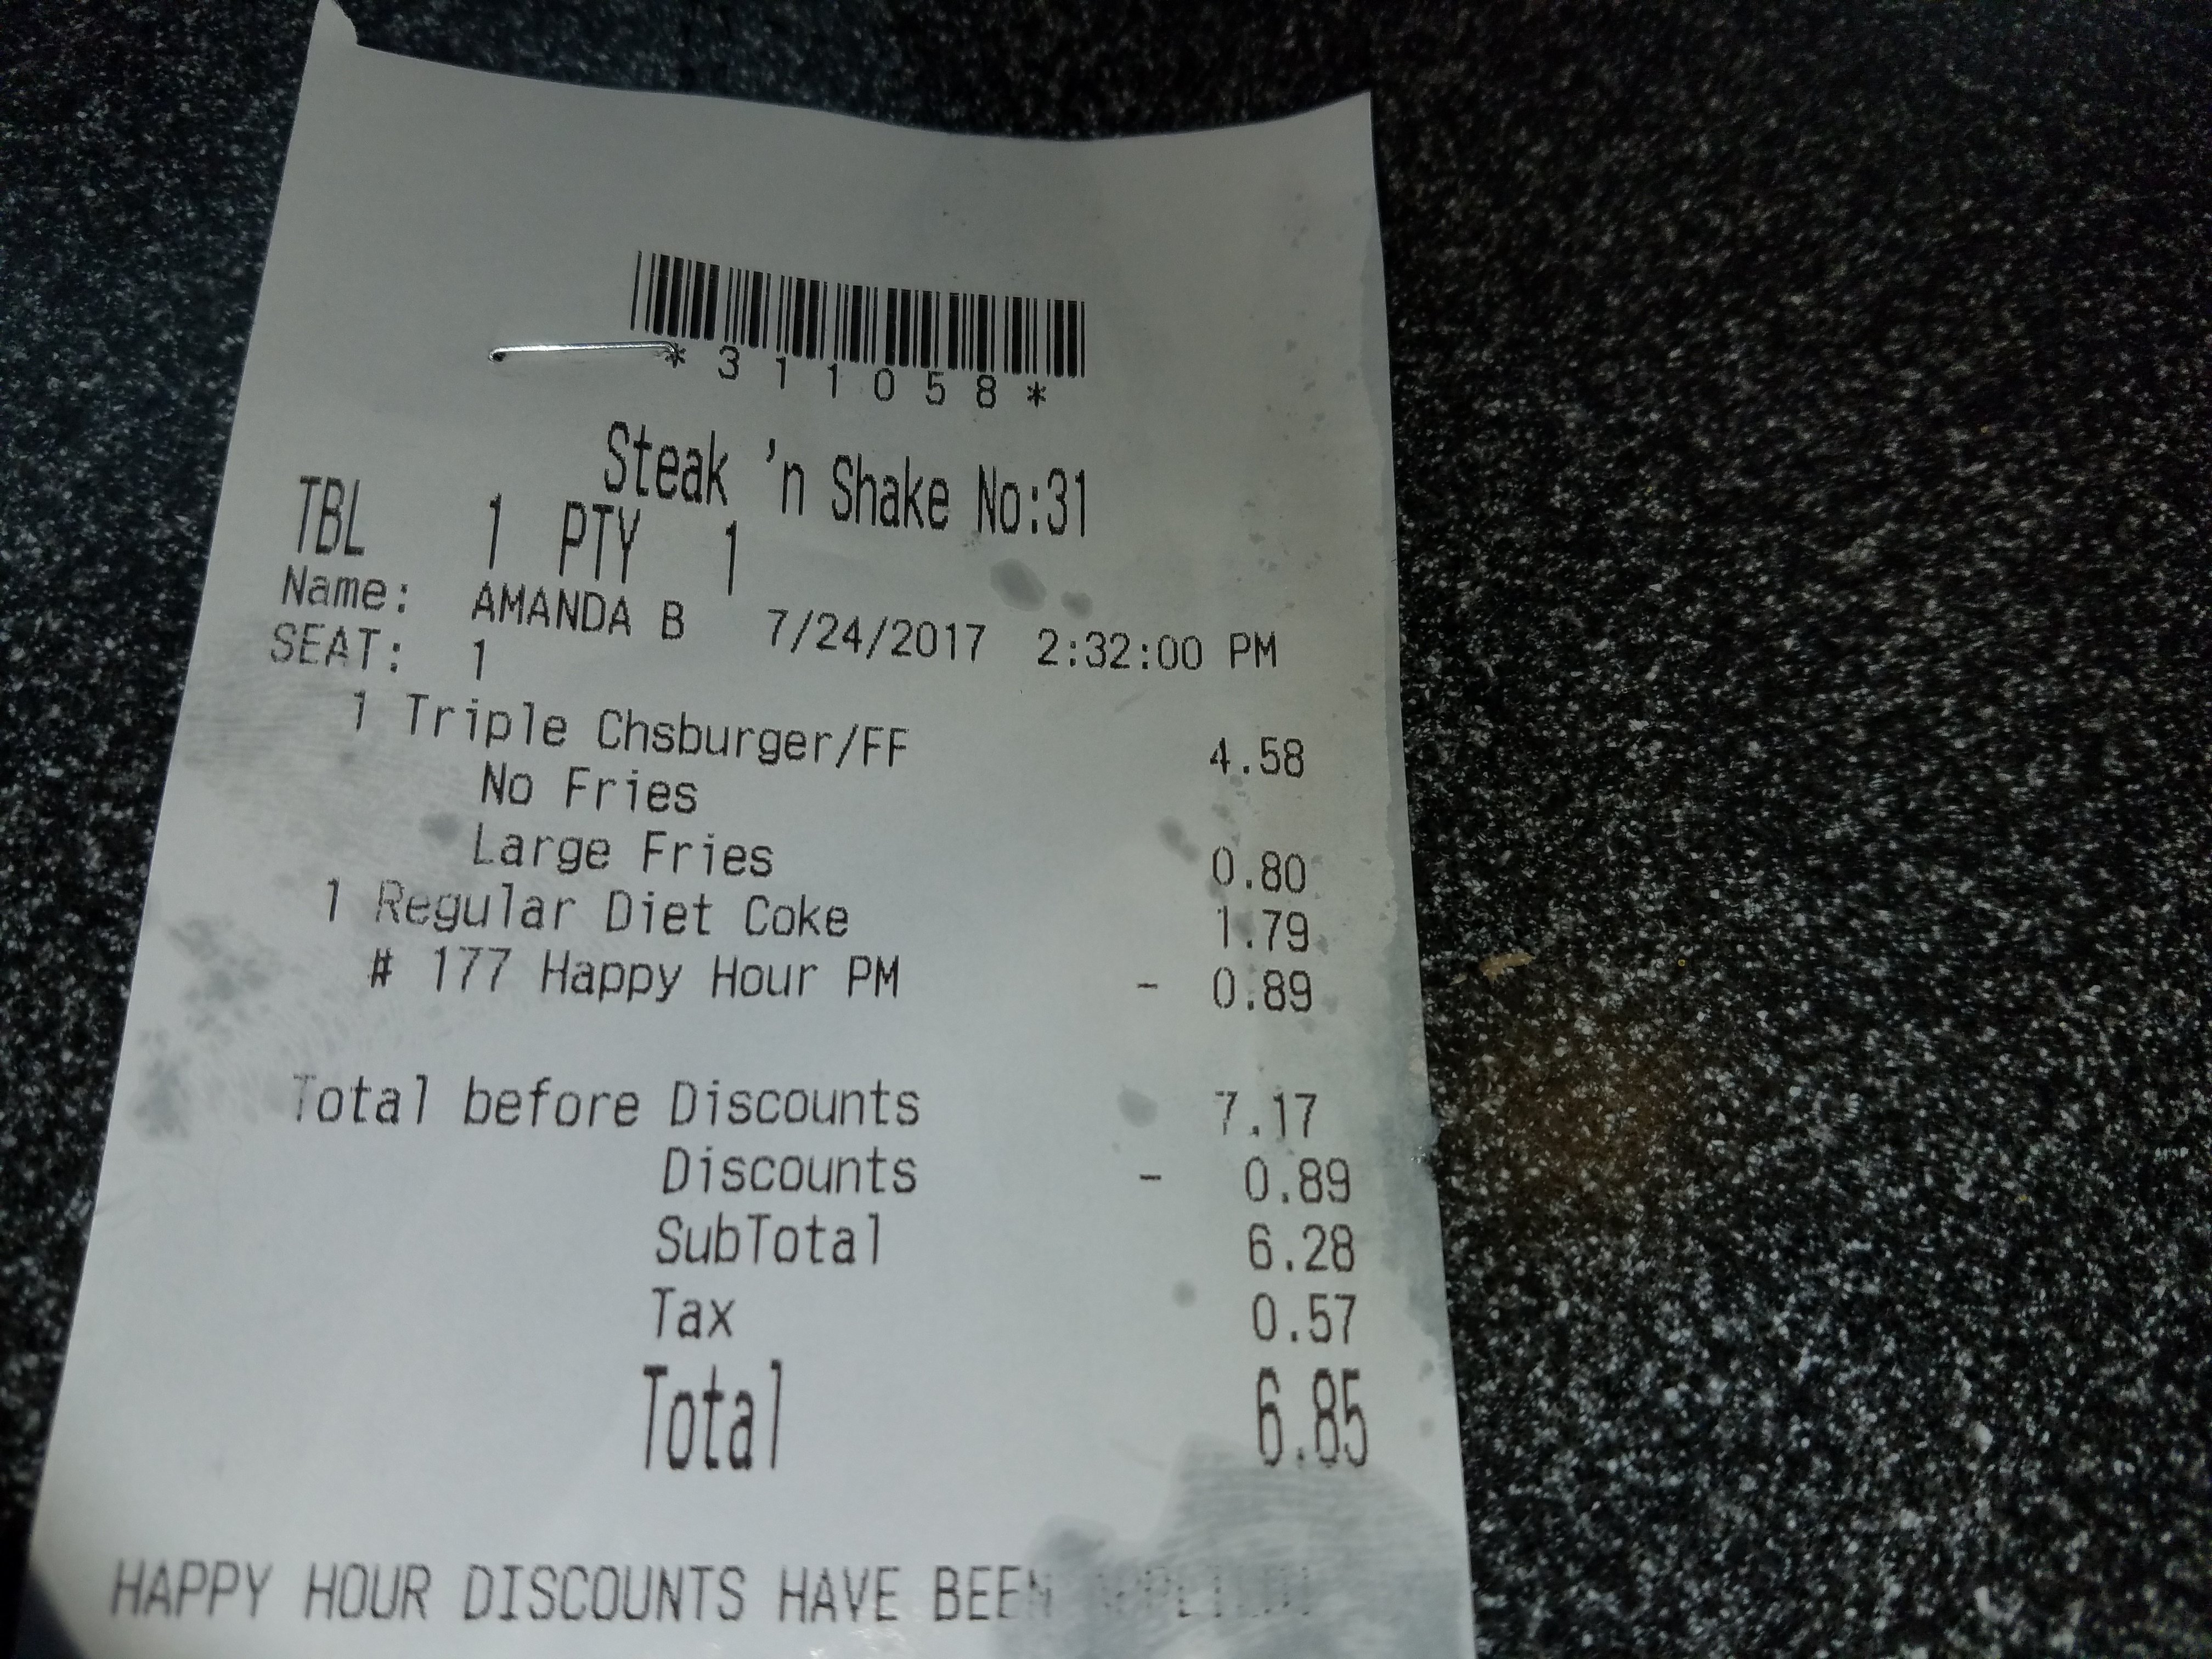 *311058*
Steak 'n Shake No:31
TBL 1 PTY 1
Name: AMANDA B 7/24/2017 2:32:00 PM
SEAT: 1
1 Triple Chsburger/FF 4.58
No Fries
Large Fries 0.80
1 Regular Diet Coke 1.79
# 177 Happy Hour PM - 0.89
Total before Discounts 7.17
Discounts - 0.89
SubTotal 6.28
Tax 0.57
Total 6.85
HAPPY HOUR DISCOUNTS HAVE BEEN